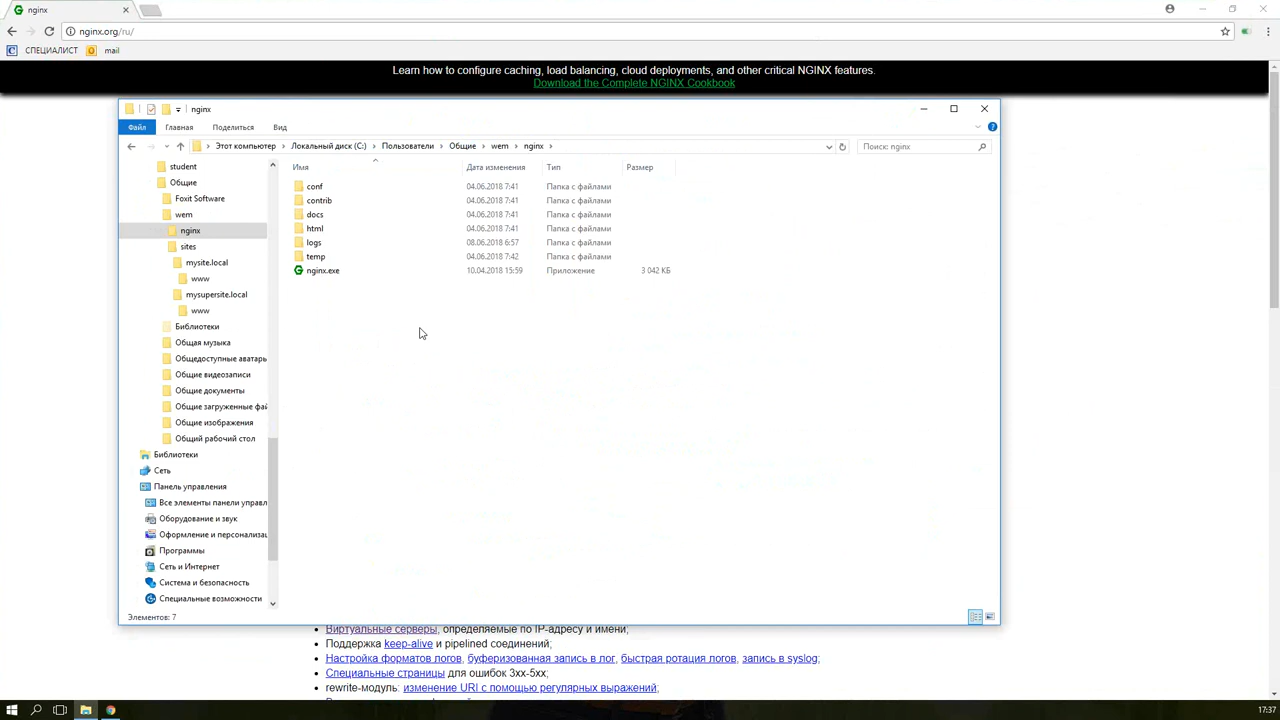 nginx
nginx.org/ru/
СПЕЦИАЛИСТ
mail
Learn how to configure caching, load balancing, cloud deployments, and other critical NGINX features.
Download the Complete NGINX Cookbook
nginx
Файл
Главная
Поделиться
Вид
Этот компьютер
Локальный диск (C:)
Пользователи
Общие
wem
nginx
Поиск: nginx
student
Общие
Foxit Software
wem
nginx
sites
mysite.local
www
mysupersite.local
www
Библиотеки
Общая музыка
Общедоступные аватары
Общие видеозаписи
Общие документы
Общие загруженные фай
Общие изображения
Общий рабочий стол
Библиотеки
Сеть
Панель управления
Все элементы панели управл
Оборудование и звук
Оформление и персонализа
Программы
Сеть и Интернет
Система и безопасность
Специальные возможности
Имя Дата изменения Тип Размер
conf 04.06.2018 7:41 Папка с файлами
contrib 04.06.2018 7:41 Папка с файлами
docs 04.06.2018 7:41 Папка с файлами
html 04.06.2018 7:41 Папка с файлами
logs 08.06.2018 6:57 Папка с файлами
temp 04.06.2018 7:42 Папка с файлами
nginx.exe 10.04.2018 15:59 Приложение 3 042 КБ
Элементов: 7
Виртуальные серверы, определяемые по IP-адресу и имени;
Поддержка keep-alive и pipelined соединений;
Настройка форматов логов, буферизованная запись в лог, быстрая ротация логов, запись в syslog;
Специальные страницы для ошибок 3xx-5xx;
rewrite-модуль: изменение URI с помощью регулярных выражений;
17:37